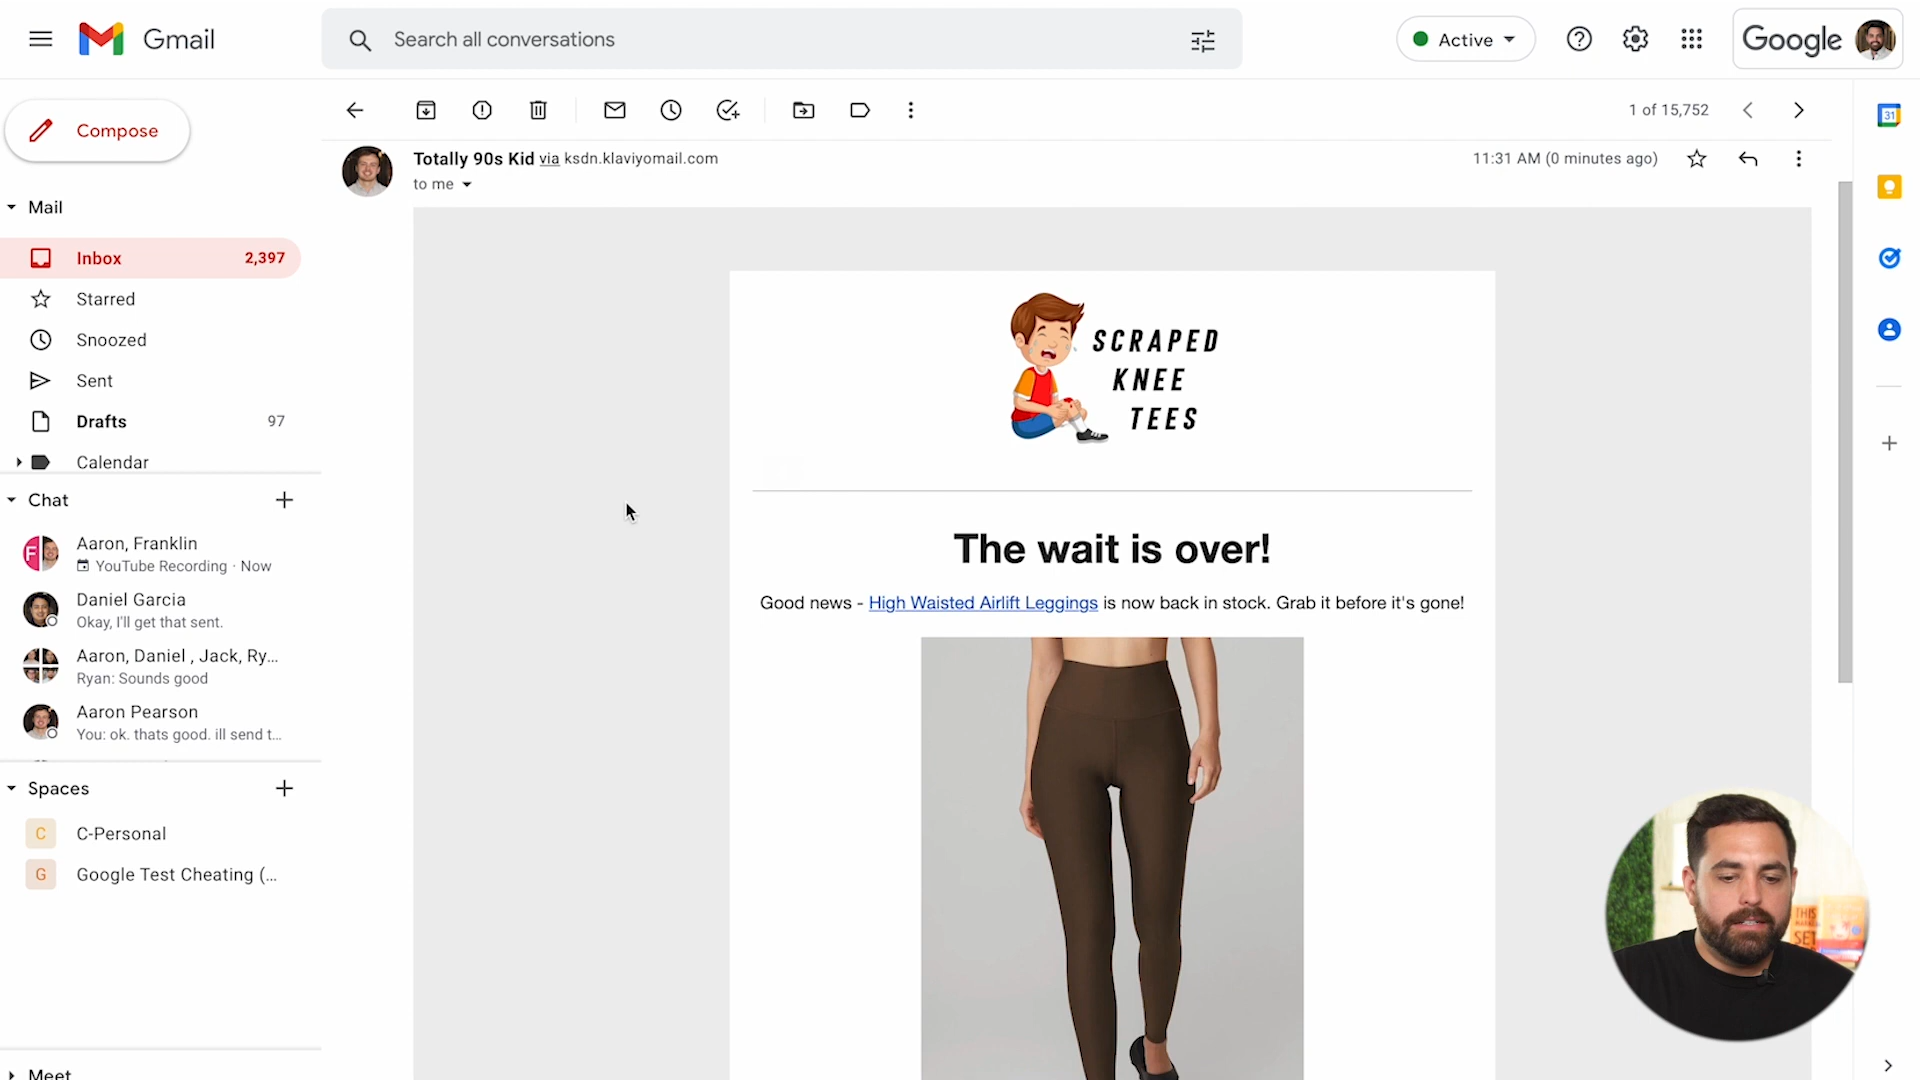 Gmail
Search all conversations
Active
Google
Compose
1 of 15,752
Totally 90s Kid via ksdn.klaviyomail.com
11:31 AM (0 minutes ago)
to me
Mail
Inbox 2,397
Starred
Snoozed
Sent
Drafts 97
Calendar
Chat
Aaron, Franklin
YouTube Recording · Now
Daniel Garcia
Okay, I'll get that sent.
Aaron, Daniel , Jack, Ry...
Ryan: Sounds good
Aaron Pearson
You: ok. thats good. ill send t...
Spaces
C
C-Personal
G
Google Test Cheating (...
Meet
31
F
SCRAPED
KNEE
TEES
The wait is over!
Good news - High Waisted Airlift Leggings is now back in stock. Grab it before it's gone!
THIS
SET